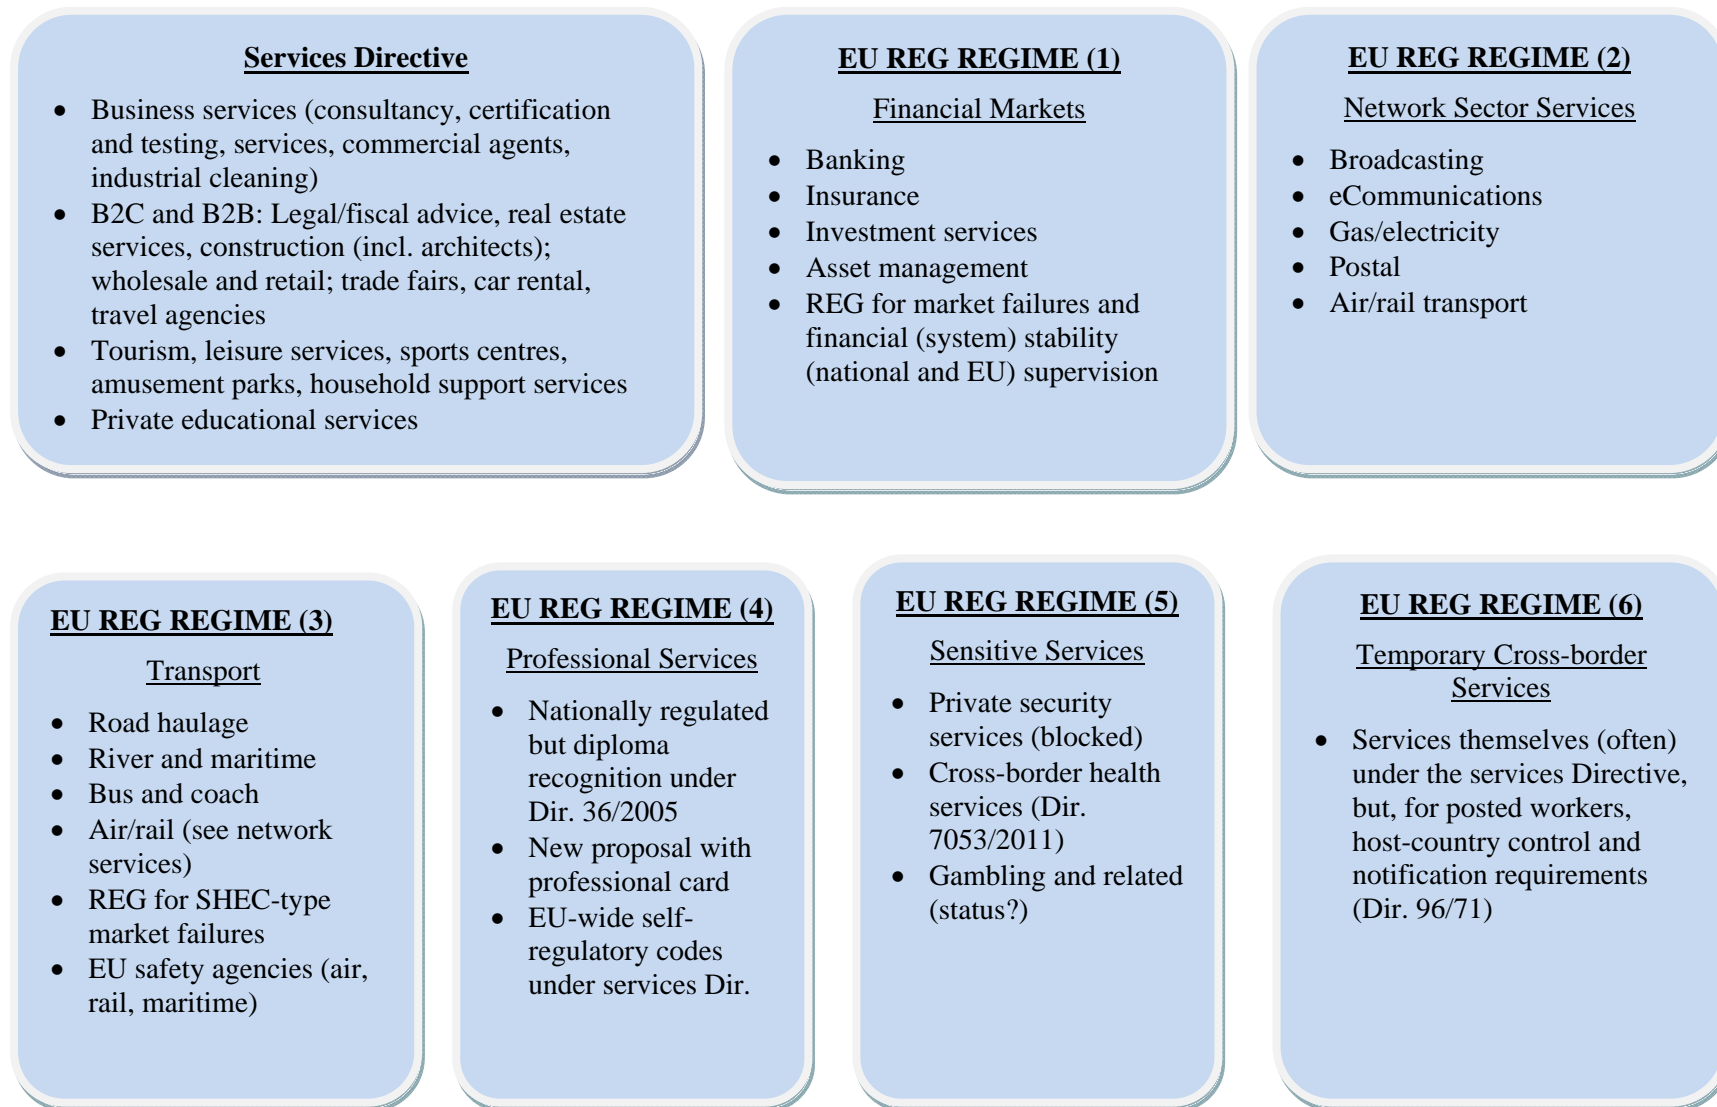 Services Directive
• Business services (consultancy, certification
and testing, services, commercial agents,
industrial cleaning)
• B2C and B2B: Legal/fiscal advice, real estate
services, construction (incl. architects);
wholesale and retail; trade fairs, car rental,
travel agencies
• Tourism, leisure services, sports centres,
amusement parks, household support services
• Private educational services
EU REG REGIME (1)
Financial Markets
• Banking
• Insurance
• Investment services
• Asset management
• REG for market failures and
financial (system) stability
(national and EU) supervision
EU REG REGIME (2)
Network Sector Services
• Broadcasting
• eCommunications
• Gas/electricity
• Postal
• Air/rail transport
EU REG REGIME (3)
Transport
• Road haulage
• River and maritime
• Bus and coach
• Air/rail (see network
services)
• REG for SHEC-type
market failures
• EU safety agencies (air,
rail, maritime)
EU REG REGIME (4)
Professional Services
• Nationally regulated
but diploma
recognition under
Dir. 36/2005
• New proposal with
professional card
• EU-wide self-
regulatory codes
under services Dir.
EU REG REGIME (5)
Sensitive Services
• Private security
services (blocked)
• Cross-border health
services (Dir.
7053/2011)
• Gambling and related
(status?)
EU REG REGIME (6)
Temporary Cross-border
Services
• Services themselves (often)
under the services Directive,
but, for posted workers,
host-country control and
notification requirements
(Dir. 96/71)